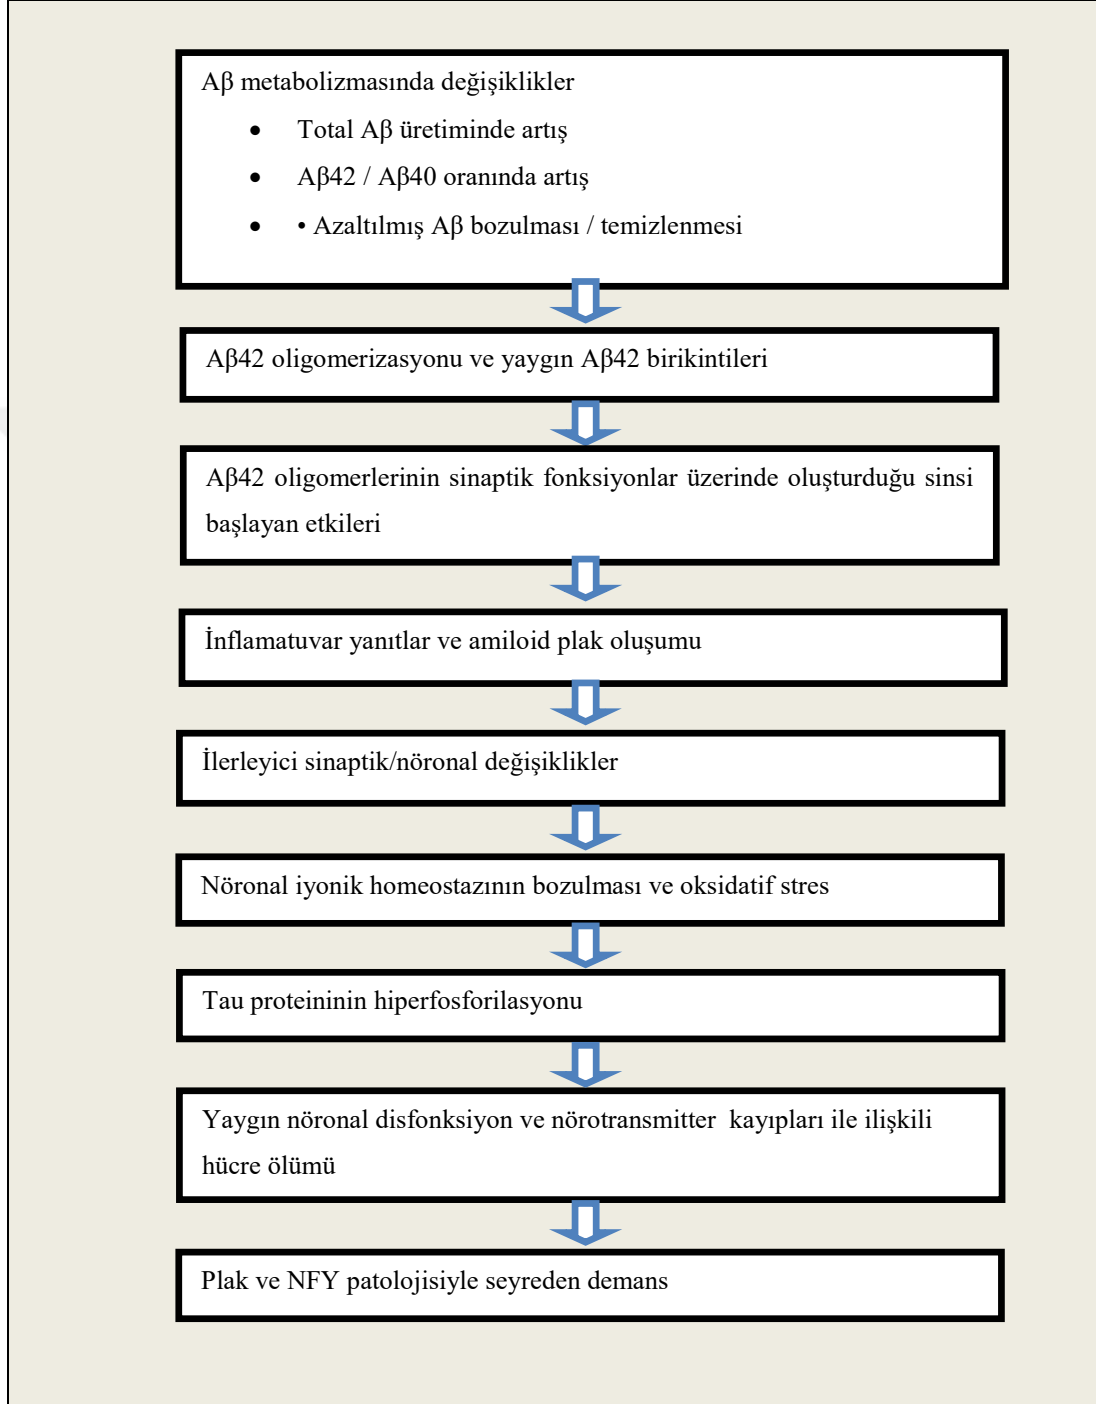 Aβ metabolizmasında değişiklikler
• Total Aβ üretiminde artış
• Aβ42 / Aβ40 oranında artış
• • Azaltılmış Aβ bozulması / temizlenmesi
Aβ42 oligomerizasyonu ve yaygın Aβ42 birikintileri
Aβ42 oligomerlerinin sinaptik fonksiyonlar üzerinde oluşturduğu sinsi
başlayan etkileri
İnflamatuvar yanıtlar ve amiloid plak oluşumu
İlerleyici sinaptik/nöronal değişiklikler
Nöronal iyonik homeostazının bozulması ve oksidatif stres
Tau proteininin hiperfosforilasyonu
Yaygın nöronal disfonksiyon ve nörotransmitter  kayıpları ile ilişkili
hücre ölümü
Plak ve NFY patolojisiyle seyreden demans